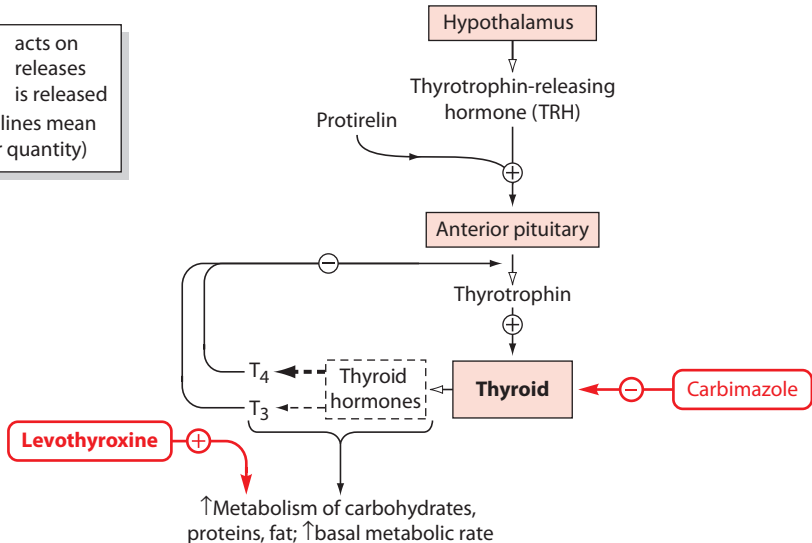 acts on
releases
is released
lines mean
quantity)
Hypothalamus
Thyrotrophin-releasing
hormone (TRH)
Protirelin
+
Anterior pituitary
−
Thyrotrophin
+
T4
T3
Thyroid
hormones
Thyroid
−
Carbimazole
Levothyroxine
+
↑Metabolism of carbohydrates,
proteins, fat; ↑basal metabolic rate